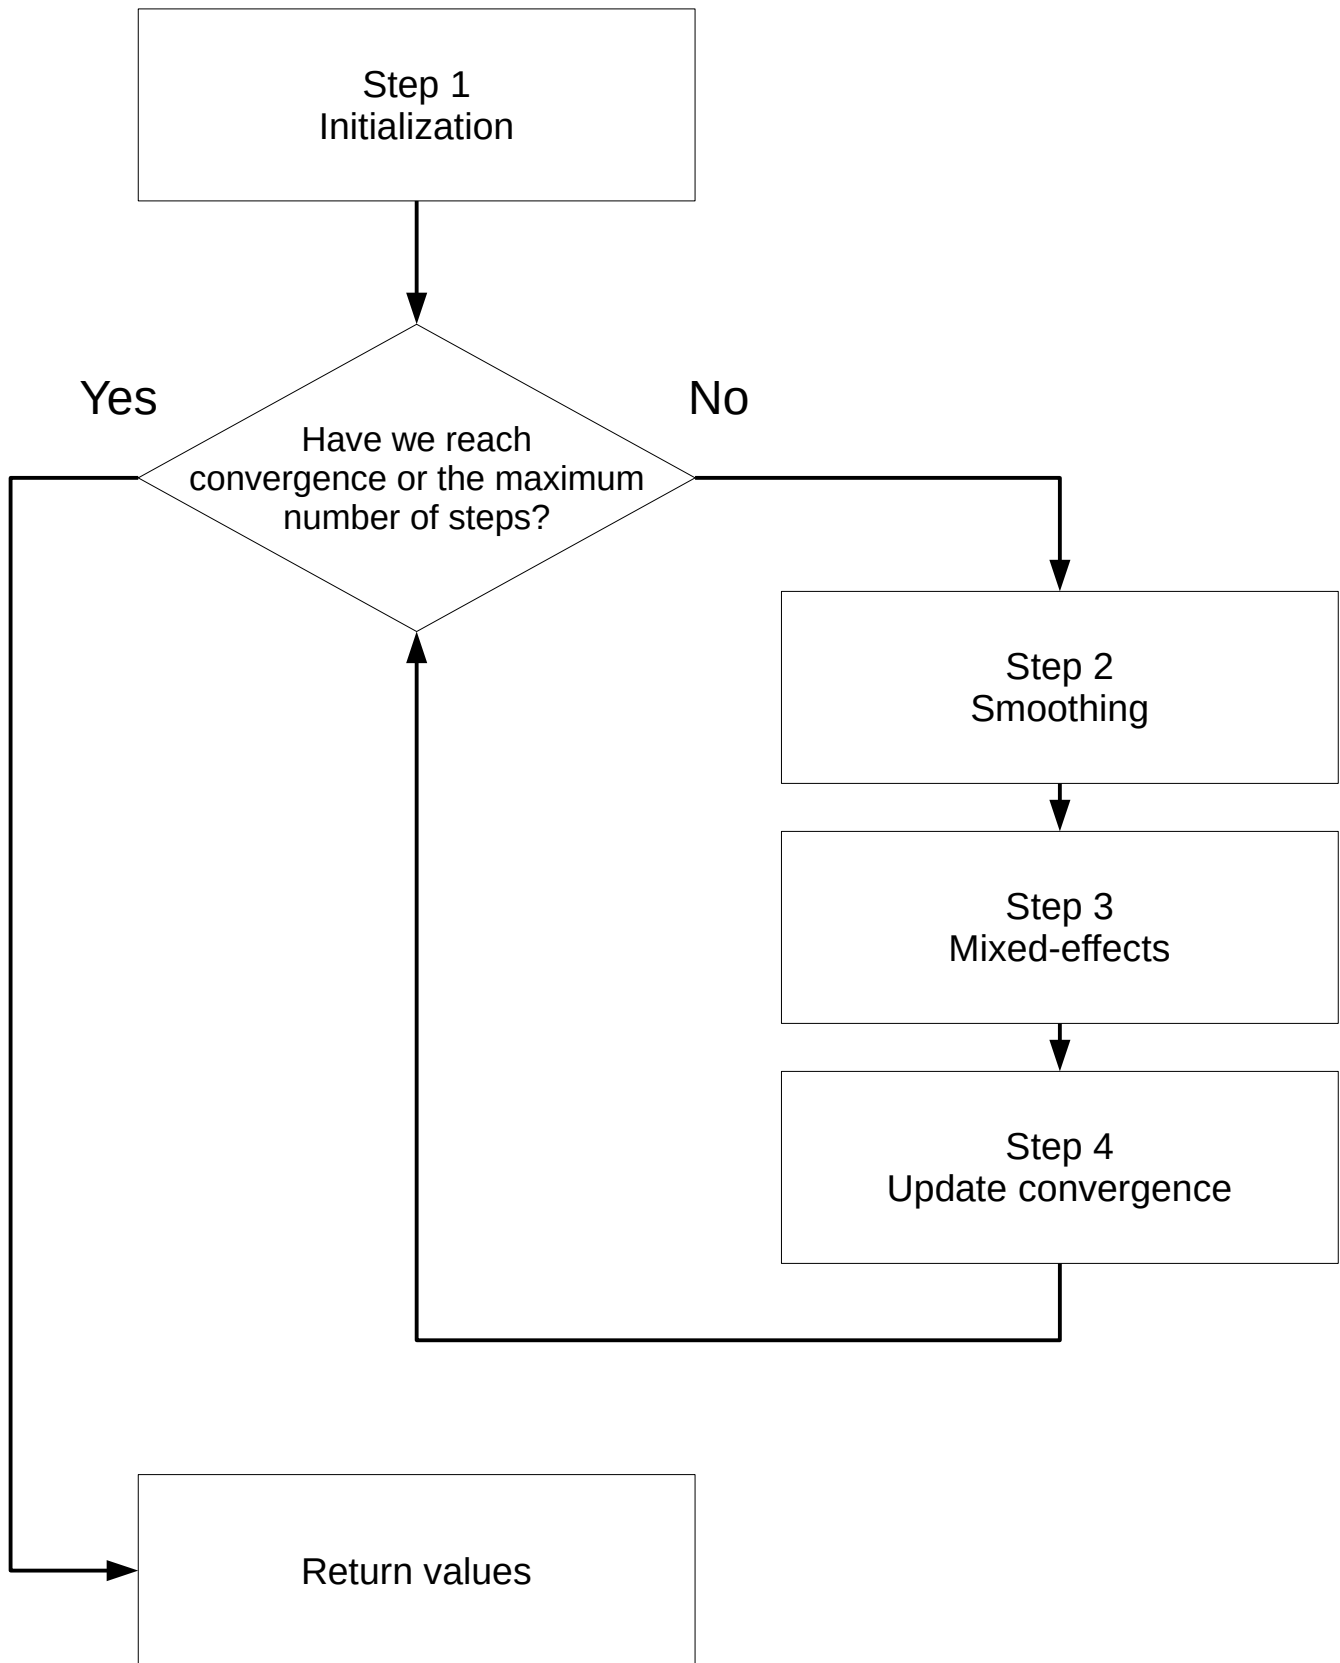 Step 1
Initialization
Yes
No
Have we reach
convergence or the maximum
number of steps?
Step 2
Smoothing
Step 3
Mixed-effects
Step 4
Update convergence
Return values